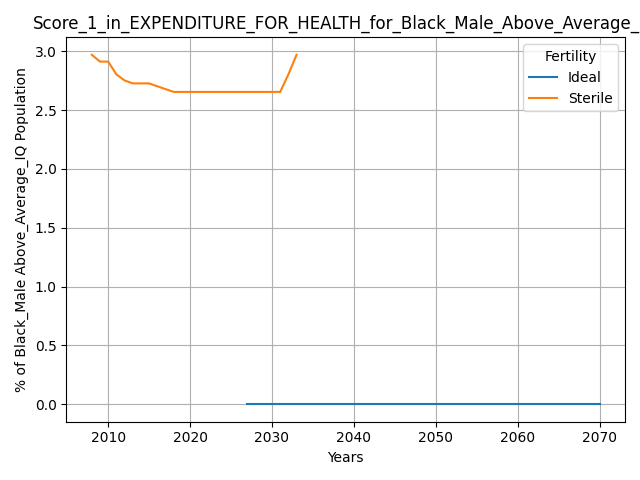 Score_1_in_EXPENDITURE_FOR_HEALTH_for_Black_Male_Above_Average_
Fertility
Ideal
Sterile
% of Black_Male Above_Average_IQ Population
3.0
2.5
2.0
1.5
1.0
0.5
0.0
2010 2020 2030 2040 2050 2060 2070
Years